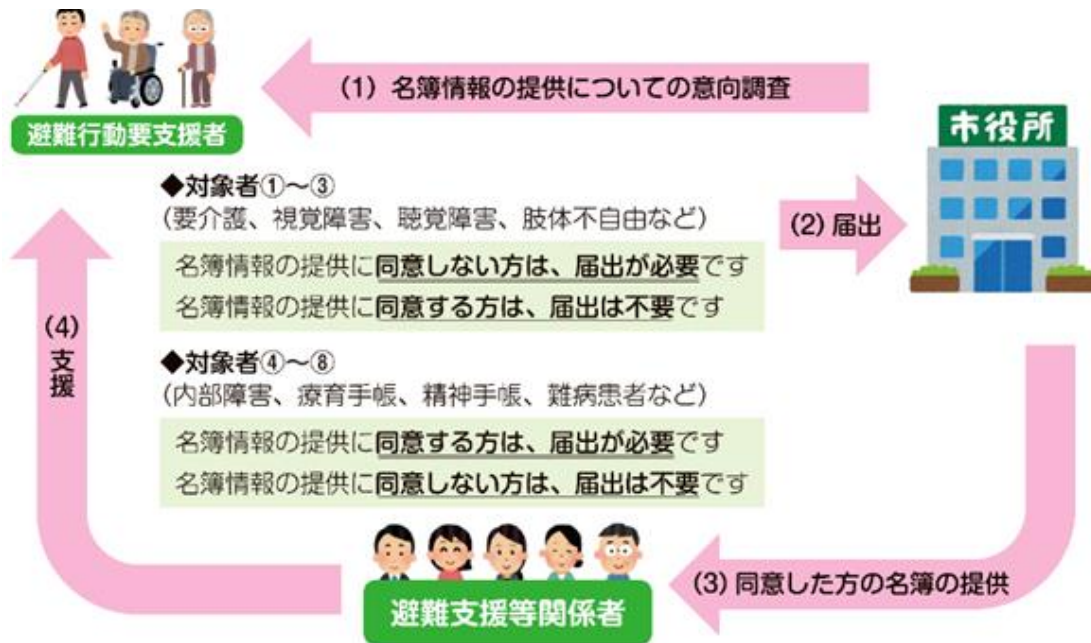 (1) 名簿情報の提供についての意向調査
市役所
避難行動要支援者
◆対象者①～③
(要介護、視覚障害、聴覚障害、肢体不自由など)
(2) 届出
名簿情報の提供に同意しない方は、届出が必要です
名簿情報の提供に同意する方は、届出は不要です
(4)
支援
◆対象者④～⑧
(内部障害、療育手帳、精神手帳、難病患者など)
名簿情報の提供に同意する方は、届出が必要です
名簿情報の提供に同意しない方は、届出は不要です
(3) 同意した方の名簿の提供
避難支援等関係者